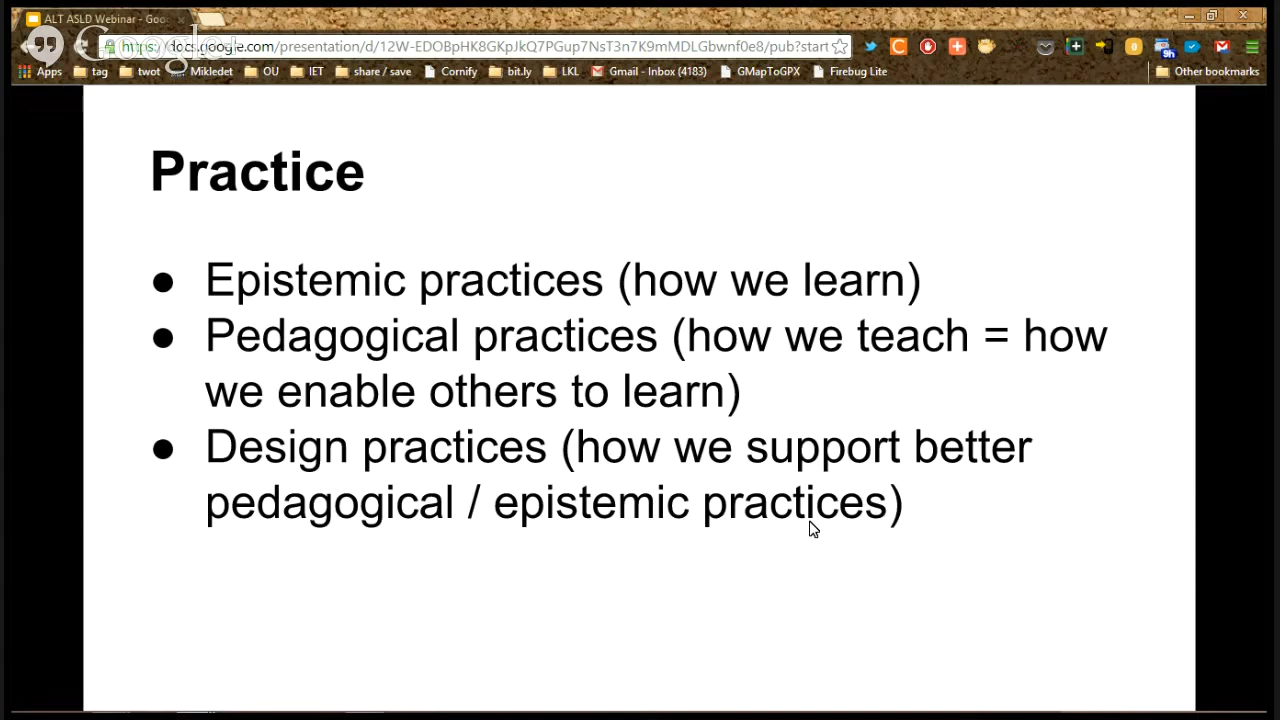 ALT ASLD Webinar - Goo
Google+
https://docs.google.com/presentation/d/12W-EDOBpHK8GKpJkQ7PGup7NsT3n7K9mMDLGbwnf0e8/pub?start
0
9h
Apps tag twot Mikledet OU IET share / save Cornify bit.ly LKL Gmail - Inbox (4183) GMapToGPX Firebug Lite Other bookmarks
Practice
● Epistemic practices (how we learn)
● Pedagogical practices (how we teach = how
we enable others to learn)
● Design practices (how we support better
pedagogical / epistemic practices)